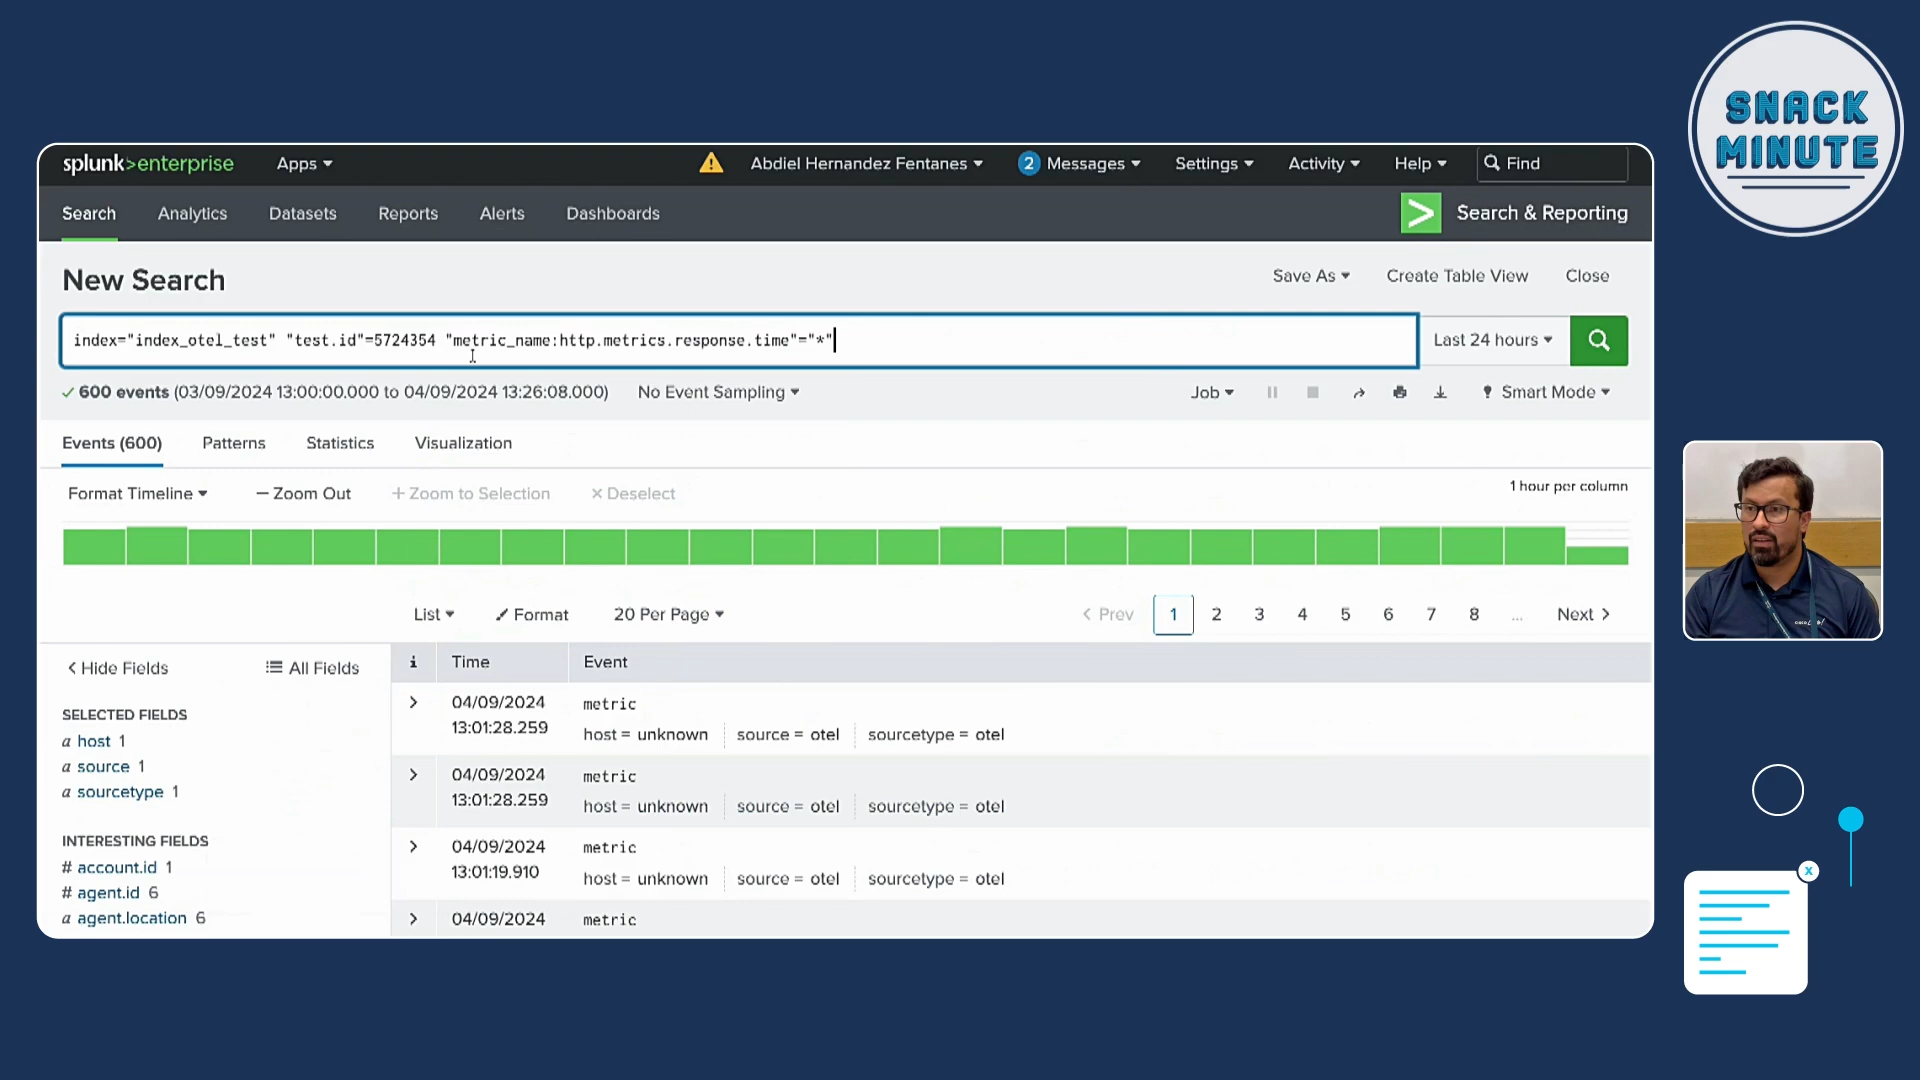 SNACK
MINUTE
splunk>enterprise Apps Abdiel Hernandez Fentanes 2 Messages Settings Activity Help Find
Search Analytics Datasets Reports Alerts Dashboards Search & Reporting
New Search Save As Create Table View Close
index="index_otel_test" "test.id"=5724354 "metric_name:http.metrics.response.time"="*" Last 24 hours
✓ 600 events (03/09/2024 13:00:00.000 to 04/09/2024 13:26:08.000) No Event Sampling Job Smart Mode
Events (600) Patterns Statistics Visualization
Format Timeline — Zoom Out + Zoom to Selection × Deselect 1 hour per column
List Format 20 Per Page < Prev 1 2 3 4 5 6 7 8 ... Next >
< Hide Fields All Fields i Time Event
SELECTED FIELDS
a host 1
a source 1
a sourcetype 1
INTERESTING FIELDS
# account.id 1
# agent.id 6
a agent.location 6
> 04/09/2024 metric
13:01:28.259 host = unknown source = otel sourcetype = otel
> 04/09/2024 metric
13:01:28.259 host = unknown source = otel sourcetype = otel
> 04/09/2024 metric
13:01:19.910 host = unknown source = otel sourcetype = otel
> 04/09/2024 metric
x